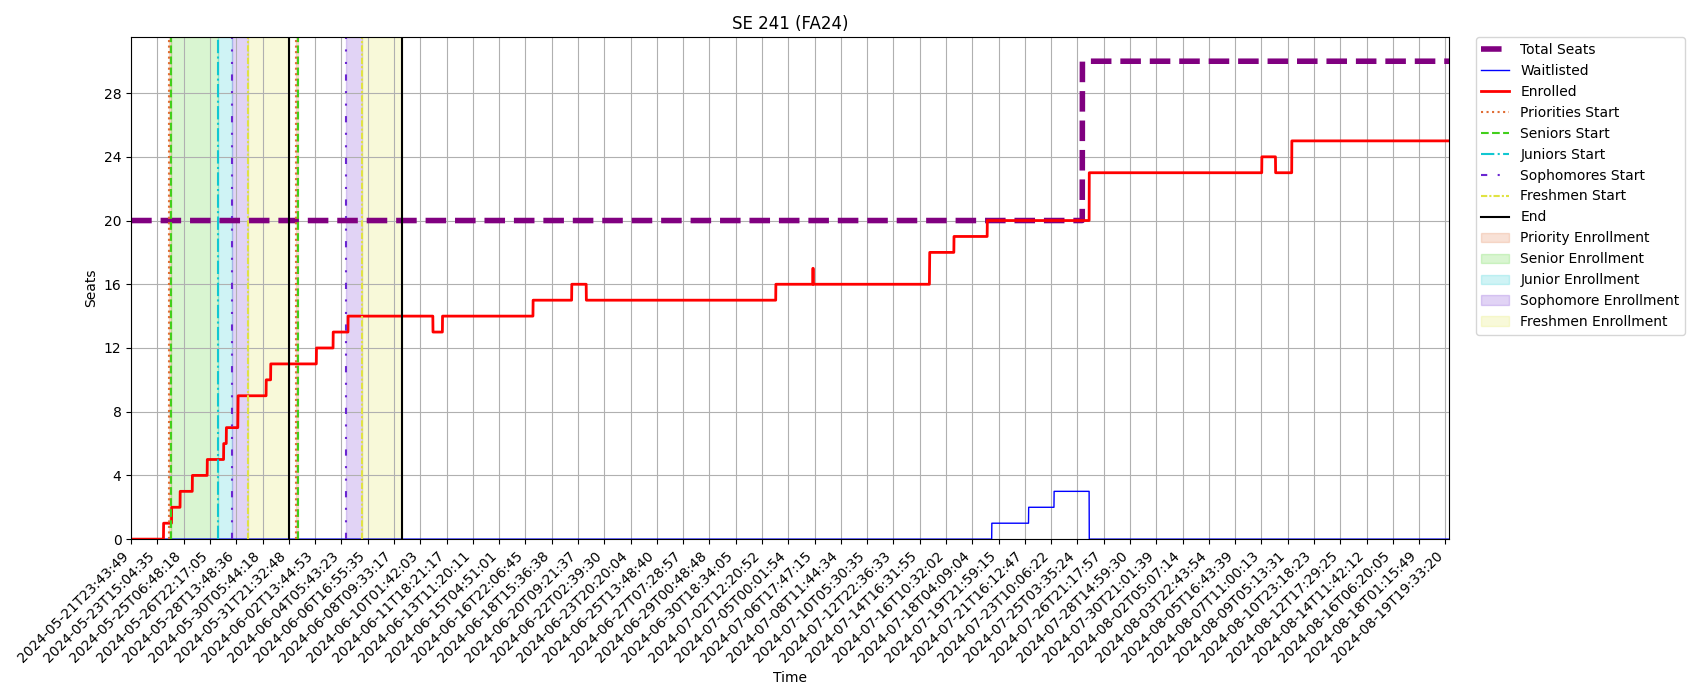 SE 241 (FA24)
Total Seats
Waitlisted
Enrolled
Priorities Start
Seniors Start
Juniors Start
Sophomores Start
Freshmen Start
End
Priority Enrollment
Senior Enrollment
Junior Enrollment
Sophomore Enrollment
Freshmen Enrollment
Seats
28
24
20
16
12
8
4
0
2024-05-21T23:43:49
2024-05-23T15:04:35
2024-05-25T06:48:18
2024-05-26T22:17:05
2024-05-28T13:48:36
2024-05-30T05:44:18
2024-05-31T21:32:48
2024-06-02T13:44:53
2024-06-04T05:43:23
2024-06-06T16:55:35
2024-06-08T09:33:17
2024-06-10T01:42:03
2024-06-11T18:21:17
2024-06-13T11:20:11
2024-06-15T04:51:01
2024-06-16T22:06:45
2024-06-18T15:36:38
2024-06-20T09:21:37
2024-06-22T02:39:30
2024-06-23T20:20:04
2024-06-25T13:48:40
2024-06-27T07:28:57
2024-06-29T00:48:48
2024-06-30T18:34:05
2024-07-02T12:20:52
2024-07-05T00:01:54
2024-07-06T17:47:15
2024-07-08T11:44:34
2024-07-10T05:30:35
2024-07-12T22:36:33
2024-07-14T16:31:55
2024-07-16T10:32:02
2024-07-18T04:09:04
2024-07-19T21:59:15
2024-07-21T16:12:47
2024-07-23T10:06:22
2024-07-25T03:35:24
2024-07-26T21:17:57
2024-07-28T14:59:30
2024-07-30T21:01:39
2024-08-02T05:07:14
2024-08-03T22:43:54
2024-08-05T16:43:39
2024-08-07T11:00:13
2024-08-09T05:13:31
2024-08-10T23:18:23
2024-08-12T17:29:25
2024-08-14T11:42:12
2024-08-16T06:20:05
2024-08-18T01:15:49
2024-08-19T19:33:20
Time